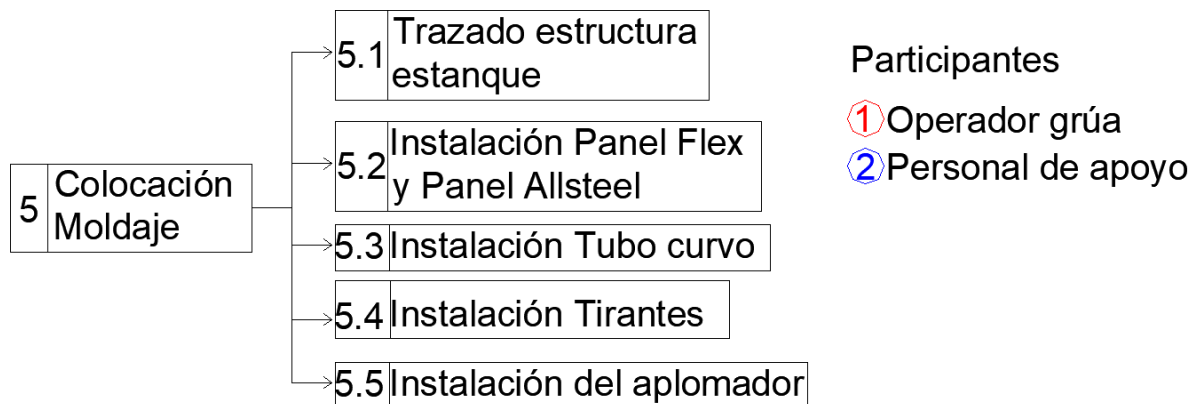 5 Colocación
Moldaje
5.1 Trazado estructura
estanque
5.2 Instalación Panel Flex
y Panel Allsteel
5.3 Instalación Tubo curvo
5.4 Instalación Tirantes
5.5 Instalación del aplomador
Participantes
1 Operador grúa
2 Personal de apoyo